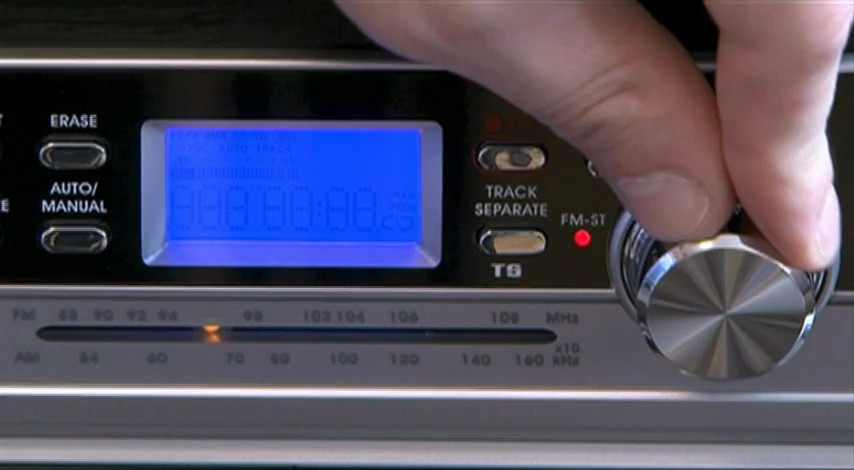 ERASE
AUTO/
MANUAL
TRACK
SEPARATE
TS
FM-ST
FM 88 90 92 94 98 102 104 106 108 MHz
AM 54 60 70 80 100 120 140 160 x10 kHz